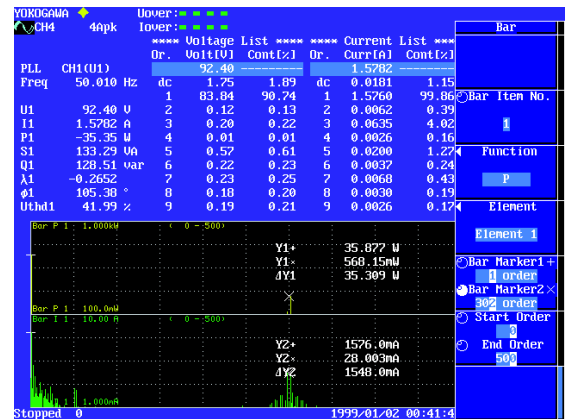 YOKOGAWA Uover:
CH4 4Apk Iover: Bar
**** Voltage List **** **** Current List ****
Or. Volt[V] Cont[%] Or. Curr[A] Cont[%]
PLL CH1(U1) 92.40 --------- 1.5782 ---------
Freq 50.010 Hz dc 1.75 1.89 dc 0.0181 1.15
1 83.84 90.74 1 1.5760 99.86 Bar Item No.
U1 92.40 V 2 0.12 0.13 2 0.0062 0.39
I1 1.5782 A 3 0.20 0.22 3 0.0635 4.02 1
P1 -35.35 W 4 0.01 0.01 4 0.0026 0.16
S1 133.29 VA 5 0.57 0.61 5 0.0200 1.27 Function
Q1 128.51 var 6 0.22 0.23 6 0.0037 0.24
λ1 -0.2652 7 0.23 0.25 7 0.0068 0.43 P
φ1 105.38 ° 8 0.18 0.20 8 0.0030 0.19
Uthd1 41.99 % 9 0.19 0.21 9 0.0026 0.17 Element
Bar P 1 1.000kW ( 0 - 500)
Element 1
Y1+ 35.877 W
Y1× 568.15mW
ΔY1 35.309 W
Bar Marker1 +
1 order
Bar Marker2 ×
302 order
Bar P 1 100.0mW
Bar I 1 10.00 A ( 0 - 500)
Start Order
0
Y2+ 1576.0mA
Y2× 28.003mA
ΔY2 1548.0mA
End Order
500
1 1.000mA
Stopped 0 1999/01/02 00:41:4